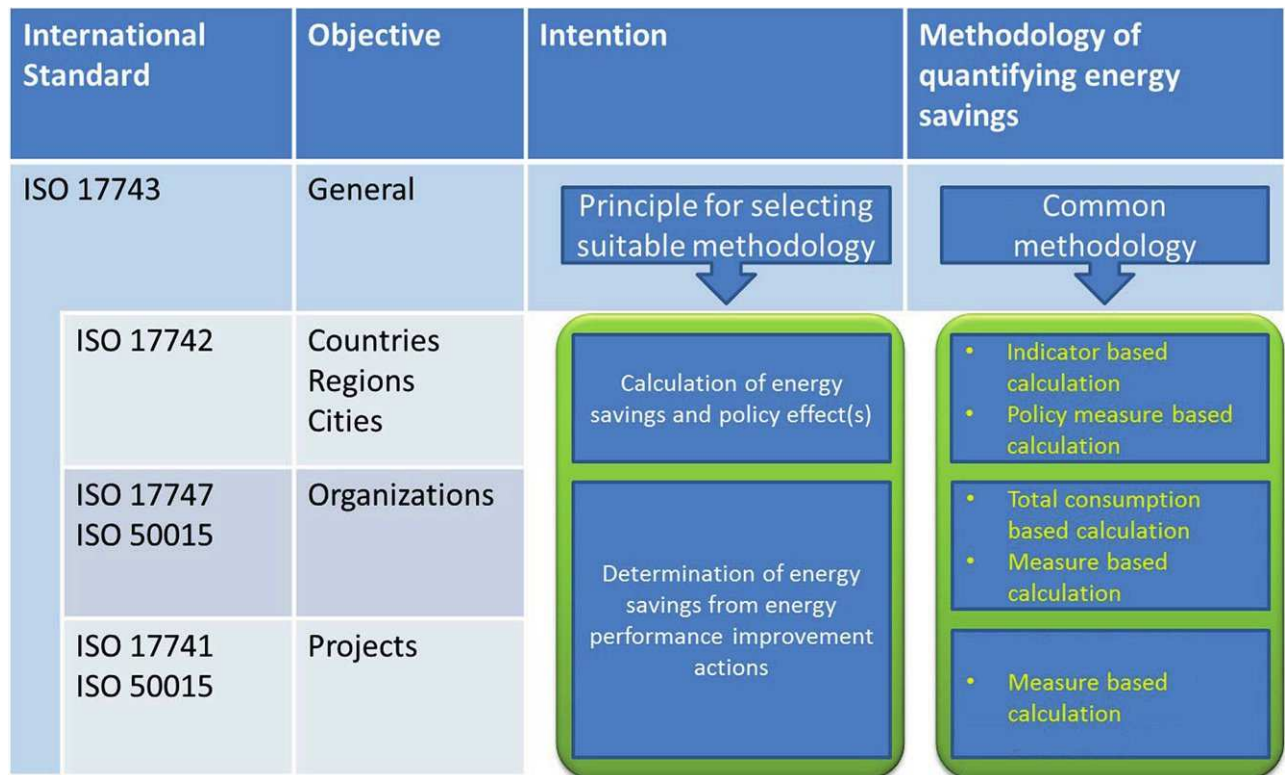 International
Standard
Objective
Intention
Methodology of
quantifying energy
savings
ISO 17743
General
Principle for selecting
suitable methodology
Common
methodology
ISO 17742
Countries
Regions
Cities
Calculation of energy
savings and policy effect(s)
• Indicator based
calculation
• Policy measure based
calculation
ISO 17747
ISO 50015
Organizations
Determination of energy
savings from energy
performance improvement
actions
• Total consumption
based calculation
• Measure based
calculation
ISO 17741
ISO 50015
Projects
• Measure based
calculation